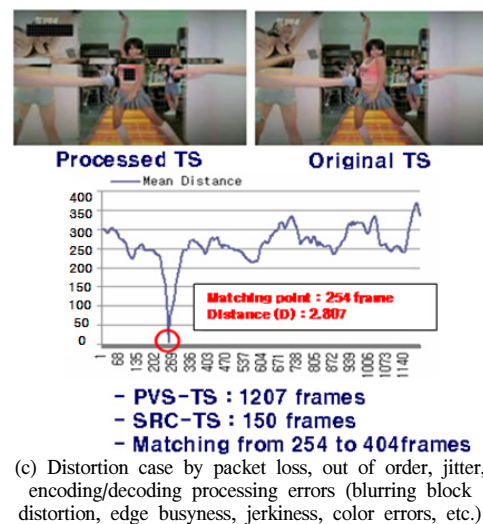 Processed TS
Original TS
Mean Distance
400
350
300
250
200
150
100
50
0
Matching point : 254 frame
Distance (D) : 2.807
1
68
135
202
269
336
403
470
537
604
671
738
805
872
939
1006
1073
1140
- PVS-TS : 1207 frames
- SRC-TS : 150 frames
- Matching from 254 to 404frames
(c) Distortion case by packet loss, out of order, jitter,
encoding/decoding processing errors (blurring block
distortion, edge busyness, jerkiness, color errors, etc.)